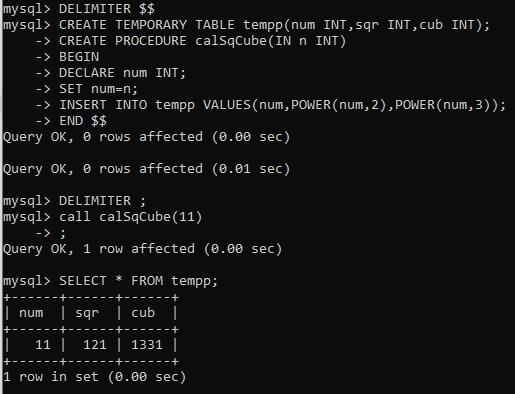 mysql> DELIMITER $$
mysql> CREATE TEMPORARY TABLE tempp(num INT,sqr INT,cub INT);
    -> CREATE PROCEDURE calSqCube(IN n INT)
    -> BEGIN
    -> DECLARE num INT;
    -> SET num=n;
    -> INSERT INTO tempp VALUES(num,POWER(num,2),POWER(num,3));
    -> END $$
Query OK, 0 rows affected (0.00 sec)

Query OK, 0 rows affected (0.01 sec)

mysql> DELIMITER ;
mysql> call calSqCube(11)
    -> ;
Query OK, 1 row affected (0.00 sec)

mysql> SELECT * FROM tempp;
+------+------+------+
| num  | sqr  | cub  |
+------+------+------+
|   11 |  121 | 1331 |
+------+------+------+
1 row in set (0.00 sec)